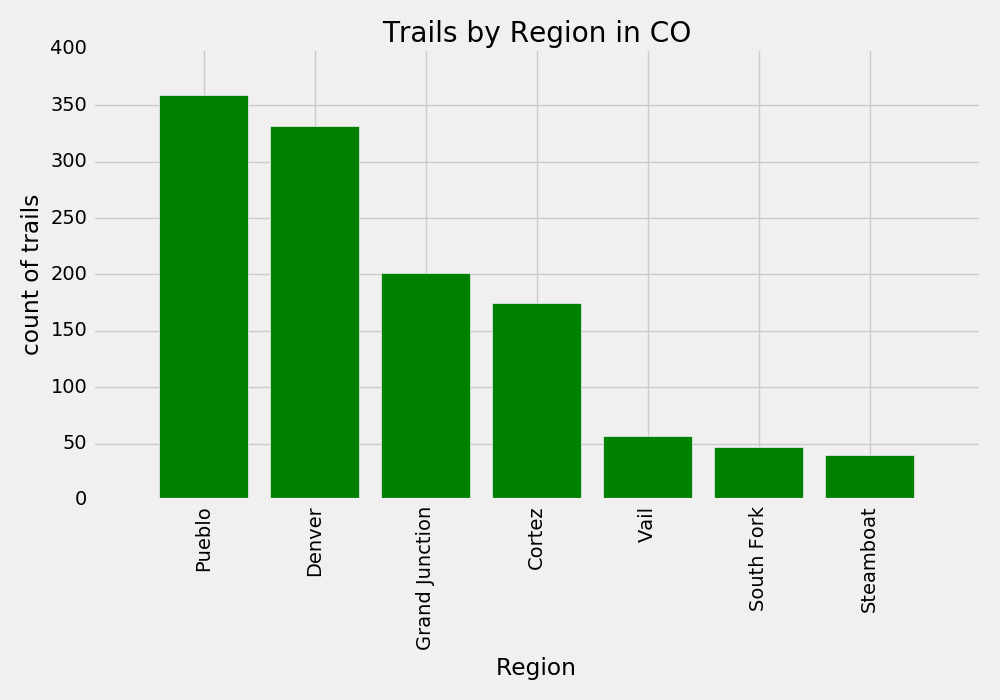 Trails by Region in CO
400
350
300
250
200
150
100
50
0
count of trails
Pueblo
Denver
Grand Junction
Cortez
Vail
South Fork
Steamboat
Region